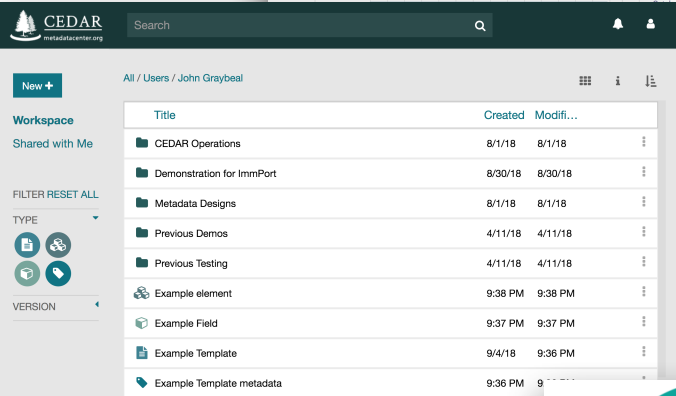 CEDAR
metadatacenter.org
Search
New +
All / Users / John Graybeal
Workspace
Shared with Me
FILTER RESET ALL
TYPE
VERSION
Title Created Modifi...
CEDAR Operations 8/1/18 8/1/18
Demonstration for ImmPort 8/30/18 8/30/18
Metadata Designs 8/1/18 8/1/18
Previous Demos 4/11/18 4/11/18
Previous Testing 4/11/18 4/11/18
Example element 9:38 PM 9:38 PM
Example Field 9:37 PM 9:37 PM
Example Template 9/4/18 9:36 PM
Example Template metadata 9:36 PM